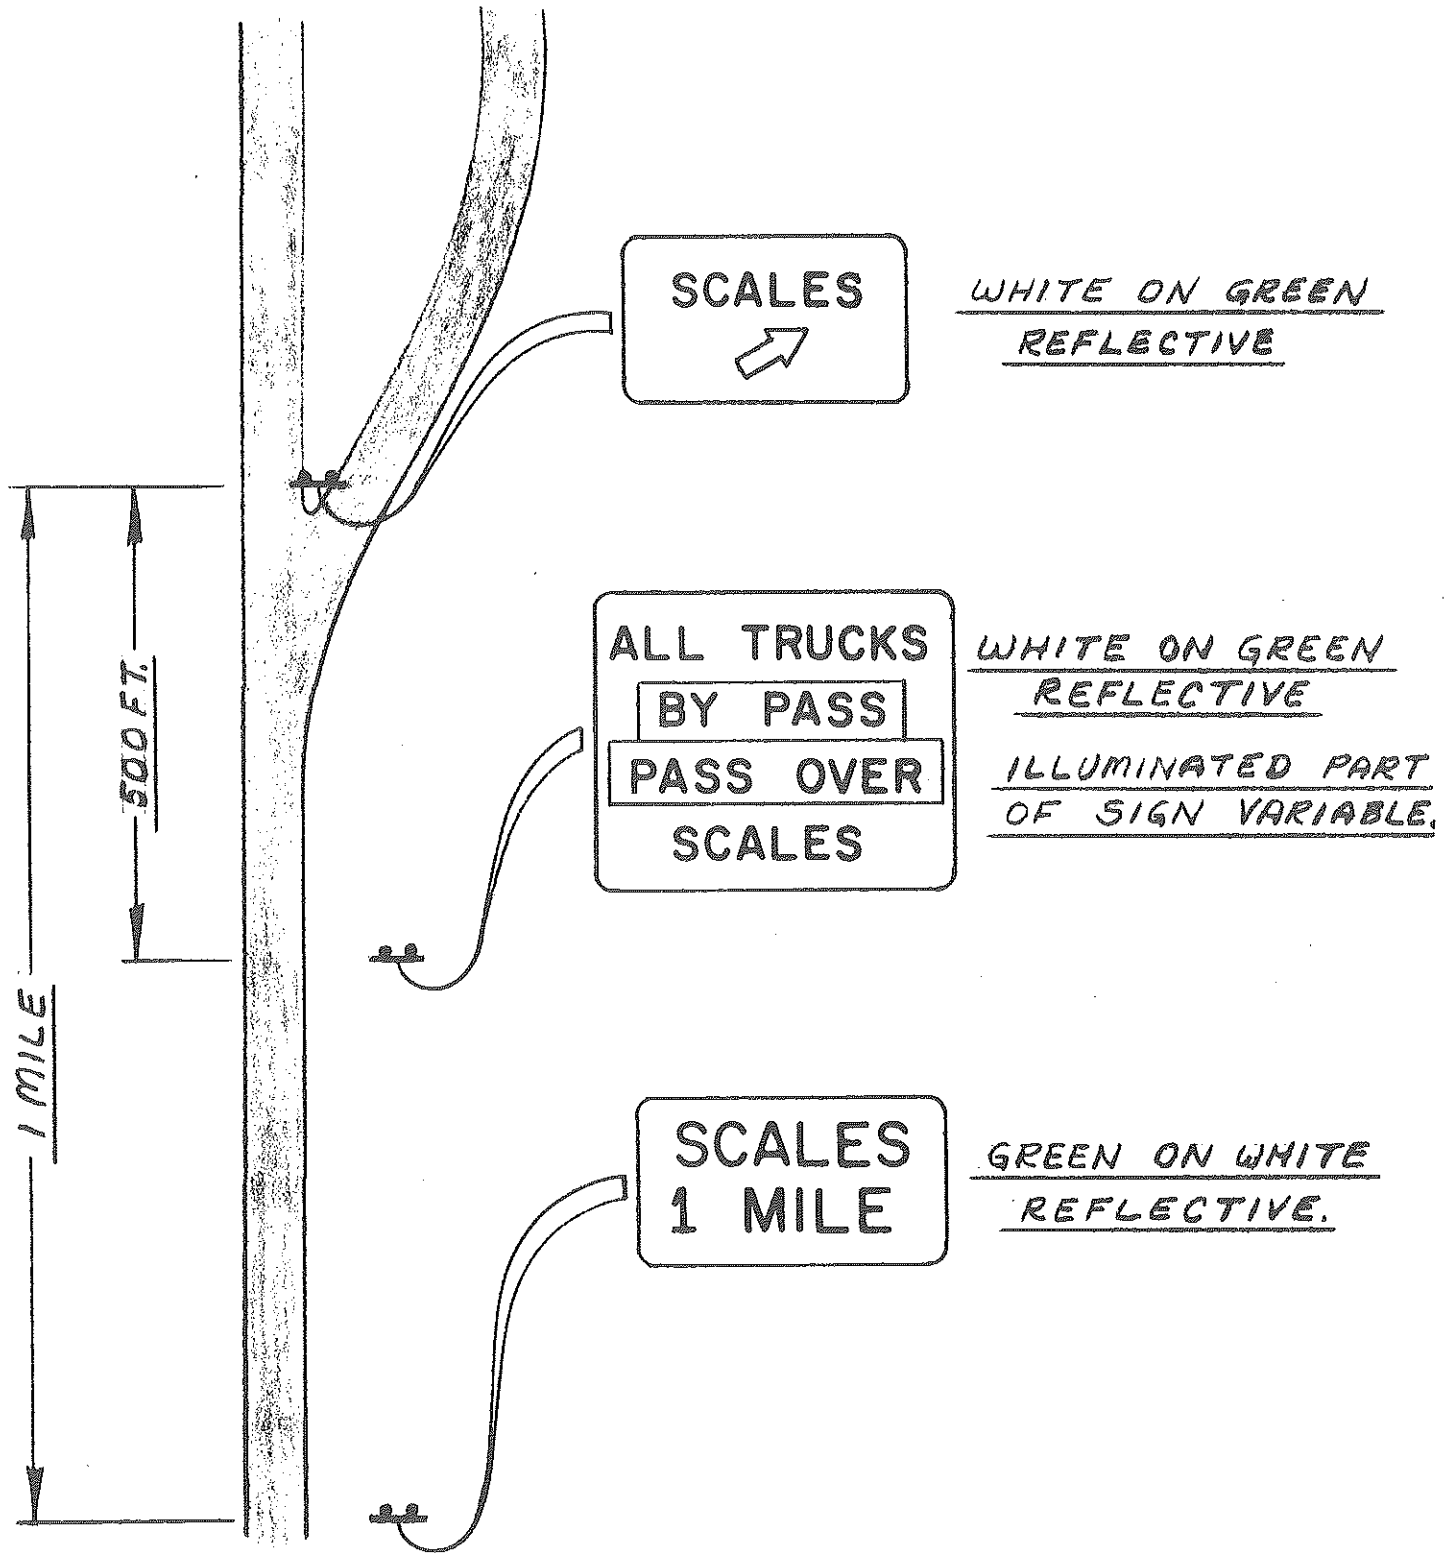 SCALES
WHITE ON GREEN
REFLECTIVE
500 FT.
1 MILE
ALL TRUCKS
BY PASS
PASS OVER
SCALES
WHITE ON GREEN
REFLECTIVE
ILLUMINATED PART
OF SIGN VARIABLE.
SCALES
1 MILE
GREEN ON WHITE
REFLECTIVE.